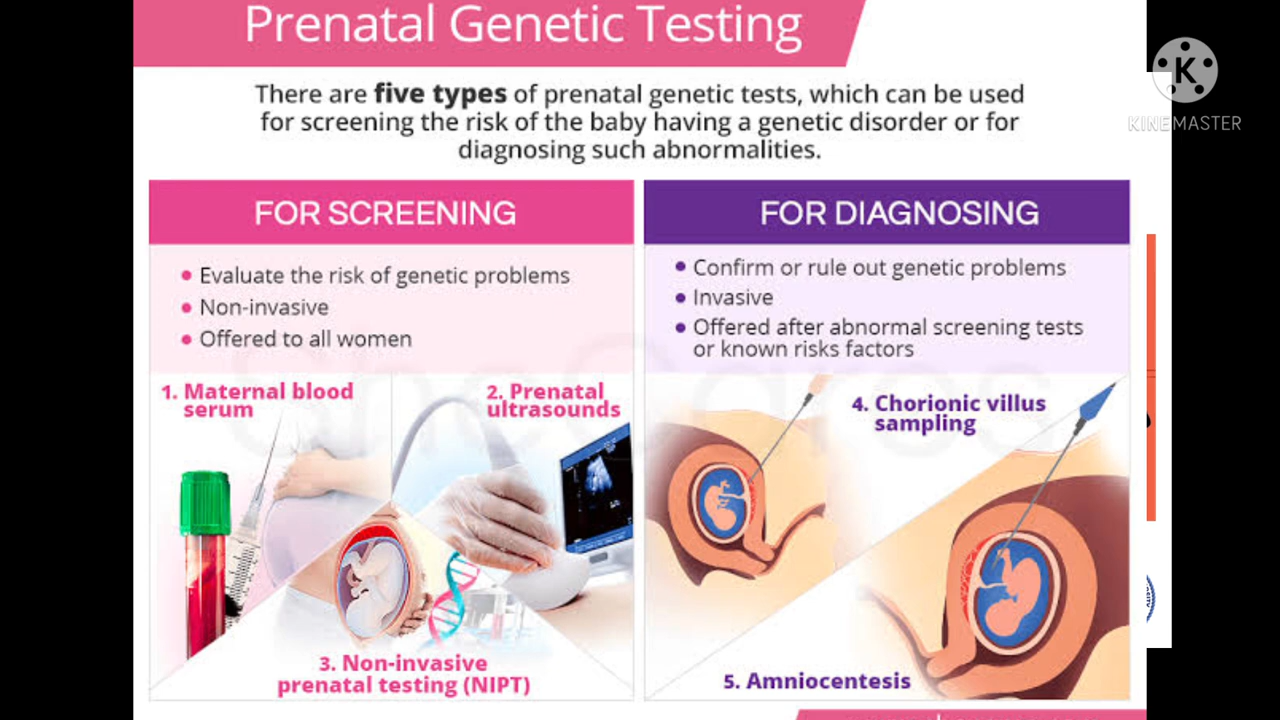 Prenatal Genetic Testing
There are five types of prenatal genetic tests, which can be used
for screening the risk of the baby having a genetic disorder or for
diagnosing such abnormalities.
FOR SCREENING
• Evaluate the risk of genetic problems
• Non-invasive
• Offered to all women
1. Maternal blood
serum
2. Prenatal
ultrasounds
3. Non-invasive
prenatal testing (NIPT)
FOR DIAGNOSING
• Confirm or rule out genetic problems
• Invasive
• Offered after abnormal screening tests
or known risks factors
4. Chorionic villus
sampling
5. Amniocentesis
K
KINEMASTER